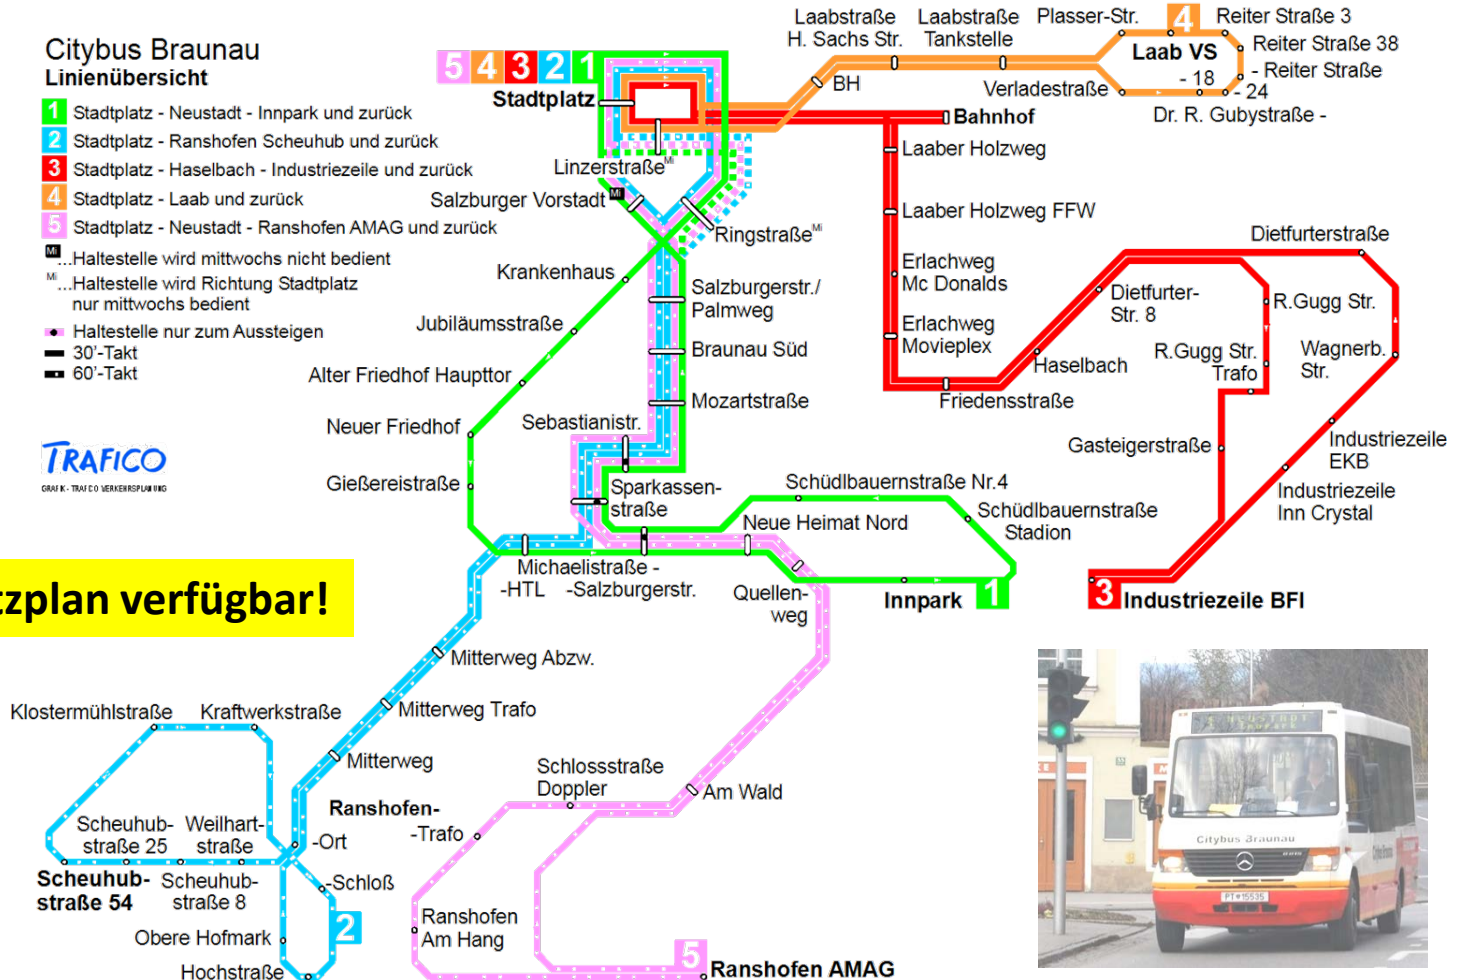 Citybus Braunau
Linienübersicht
1 Stadtplatz - Neustadt - Innpark und zurück
2 Stadtplatz - Ranshofen Scheuhub und zurück
3 Stadtplatz - Haselbach - Industriezeile und zurück
4 Stadtplatz - Laab und zurück
5 Stadtplatz - Neustadt - Ranshofen AMAG und zurück
Mi ...Haltestelle wird mittwochs nicht bedient
Mi ...Haltestelle wird Richtung Stadtplatz
nur mittwochs bedient
Haltestelle nur zum Aussteigen
30'-Takt
60'-Takt
TRAFICO
GRAFIK - TRAFICO VERKEHRSPLANUNG
tzplan verfügbar!
5 4 3 2 1
Stadtplatz
Linzerstraße Mi
Salzburger Vorstadt Mi
Ringstraße Mi
Laabstraße
H. Sachs Str.
Laabstraße
Tankstelle
Plasser-Str.
4
Reiter Straße 3
Laab VS
Reiter Straße 38
- Reiter Straße
- 18
- 24
BH
Verladestraße
Dr. R. Gubystraße -
Bahnhof
Laaber Holzweg
Laaber Holzweg FFW
Erlachweg
Mc Donalds
Erlachweg
Movieplex
Friedensstraße
Haselbach
Dietfurter-
Str. 8
Dietfurterstraße
R.Gugg Str.
R.Gugg Str.
Trafo
Wagnerb.
Str.
Gasteigerstraße
Industriezeile
EKB
Industriezeile
Inn Crystal
3 Industriezeile BFI
Krankenhaus
Jubiläumsstraße
Alter Friedhof Haupttor
Neuer Friedhof
Gießereistraße
Salzburgerstr./
Palmweg
Braunau Süd
Mozartstraße
Sebastianistr.
Sparkassen-
straße
Schüdlbauernstraße Nr.4
Schüdlbauernstraße
Stadion
Neue Heimat Nord
Michaelistraße -
-HTL
-Salzburgerstr.
Quellen-
weg
Innpark 1
Mitterweg Abzw.
Mitterweg Trafo
Mitterweg
Klostermühlstraße
Kraftwerkstraße
Ranshofen-
-Ort
-Schloß
Scheuhub-
straße 25
Weilhart-
straße
Scheuhub-
straße 54
Scheuhub-
straße 8
2
Obere Hofmark
Hochstraße
Schlossstraße
Doppler
Am Wald
-Trafo
Ranshofen
Am Hang
5
Ranshofen AMAG
Citybus Braunau